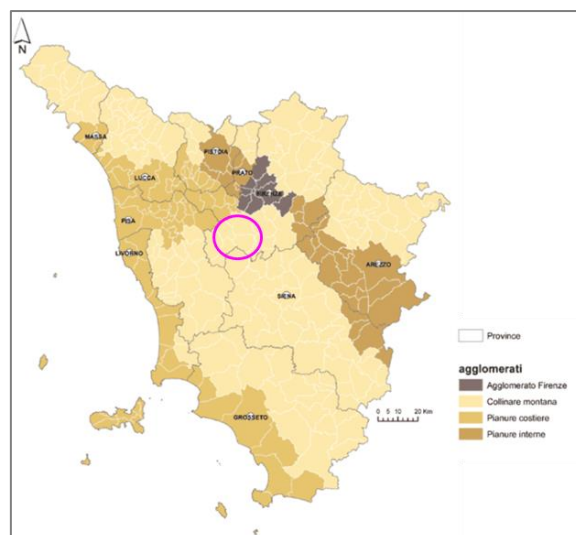 N
MASSA
PISTOIA
PRATO
LUCCA
FIRENZE
PISA
LIVORNO
AREZZO
SIENA
GROSSETO
Province
agglomerati
Agglomerato Firenze
Collinare montana
Pianure costiere
Pianure interne
0 5 10 20 Km